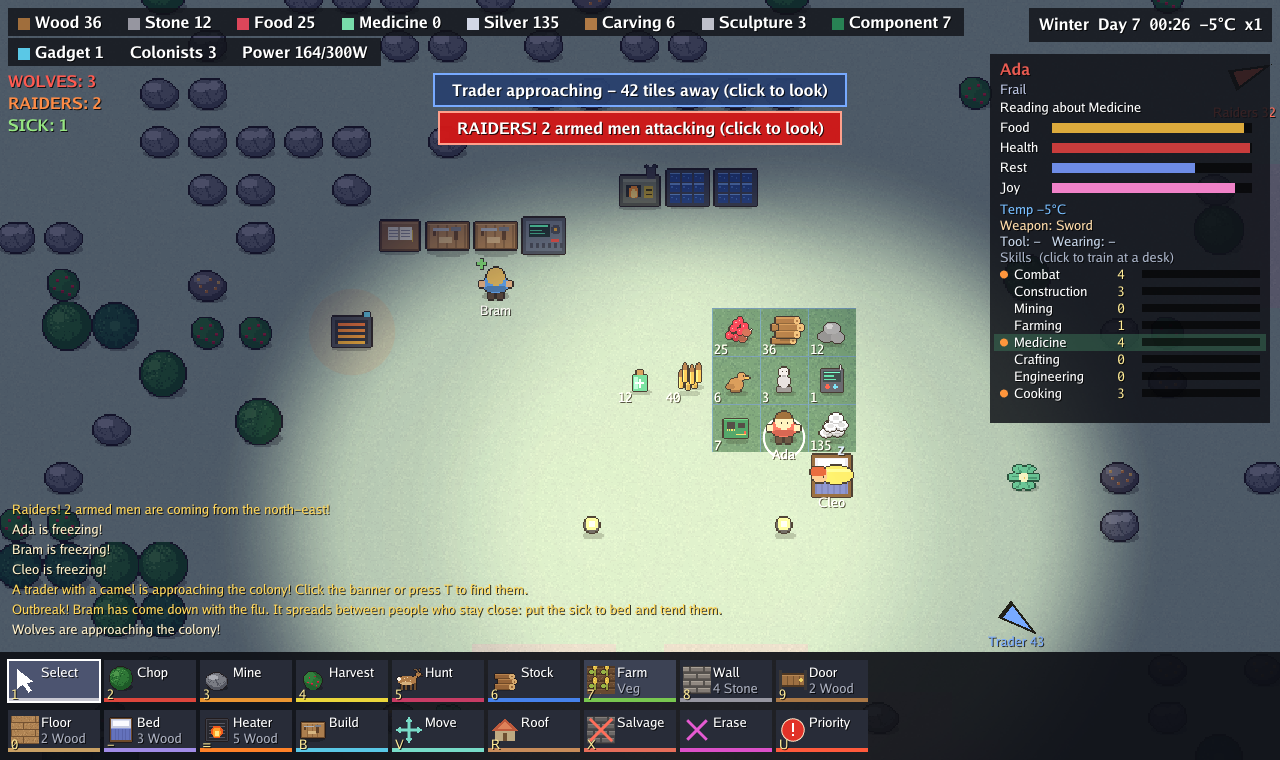 Wood 36 Stone 12 Food 25 Medicine 0 Silver 135 Carving 6 Sculpture 3 Component 7
Gadget 1 Colonists 3 Power 164/300W
Winter Day 7 00:26 −5°C x1
WOLVES: 3
RAIDERS: 2
SICK: 1
Trader approaching – 42 tiles away (click to look)
RAIDERS! 2 armed men attacking (click to look)
Ada
Frail
Reading about Medicine
Food
Health
Rest
Joy
Temp −5°C
Weapon: Sword
Tool: – Wearing: –
Skills (click to train at a desk)
Combat 4
Construction 3
Mining 0
Farming 1
Medicine 4
Crafting 0
Engineering 0
Cooking 3
Raiders 32
Bram
25 36 12
12 40 6 3 1
7 135
z
Ada
Cleo
Raiders! 2 armed men are coming from the north-east!
Ada is freezing!
Bram is freezing!
Cleo is freezing!
A trader with a camel is approaching the colony! Click the banner or press T to find them.
Outbreak! Bram has come down with the flu. It spreads between people who stay close: put the sick to bed and tend them.
Wolves are approaching the colony!
Trader 43
Select 1
Chop 2
Mine 3
Harvest 4
Hunt 5
Stock 6
Farm Veg 7
Wall 4 Stone 8
Door 2 Wood 9
Floor 2 Wood 0
Bed 3 Wood –
Heater 5 Wood =
Build B
Move V
Roof R
Salvage X
Erase
Priority U